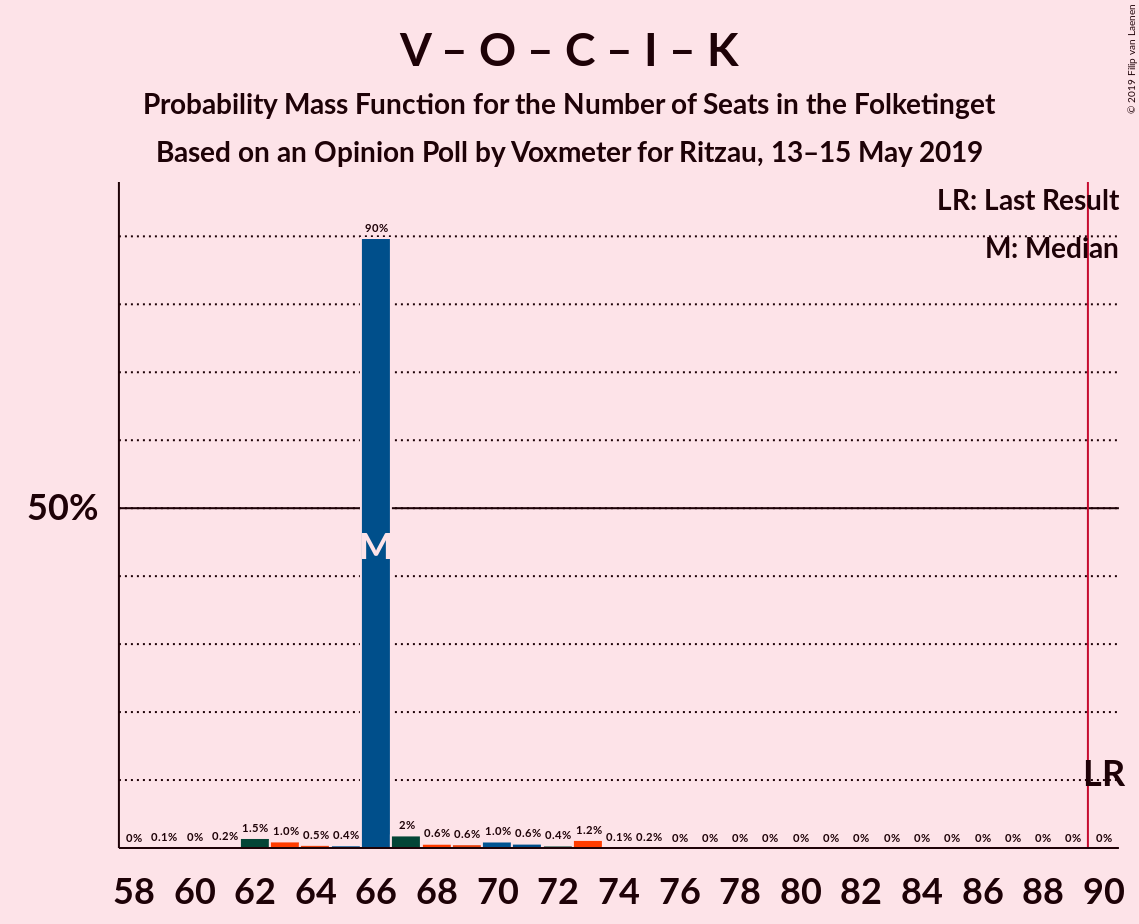 V – O – C – I – K
Probability Mass Function for the Number of Seats in the Folketinget
Based on an Opinion Poll by Voxmeter for Ritzau, 13–15 May 2019
© 2019 Filip van Laenen
LR: Last Result
M: Median
90%
50%
M
LR
0% 0.1% 0% 0.2% 1.5% 1.0% 0.5% 0.4% 2% 0.6% 0.6% 1.0% 0.6% 0.4% 1.2% 0.1% 0.2% 0% 0% 0% 0% 0% 0% 0% 0% 0% 0% 0% 0% 0% 0% 0%
58 60 62 64 66 68 70 72 74 76 78 80 82 84 86 88 90